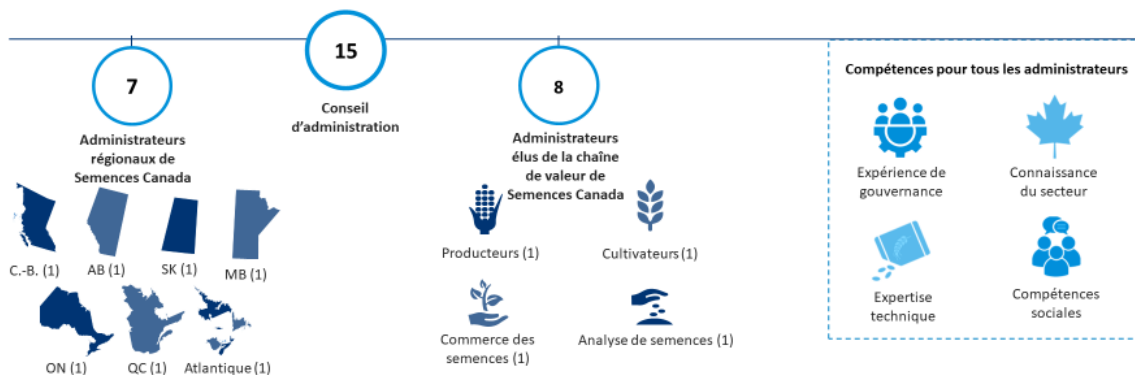 15
Conseil
d'administration
7
Administrateurs
régionaux de
Semences Canada
C.-B. (1)
AB (1)
SK (1)
MB (1)
ON (1)
QC (1)
Atlantique (1)
8
Administrateurs
élus de la chaîne
de valeur de
Semences Canada
Producteurs (1)
Cultivateurs (1)
Commerce des
semences (1)
Analyse de semences (1)
Compétences pour tous les administrateurs
Expérience de
gouvernance
Connaissance
du secteur
Expertise
technique
Compétences
sociales